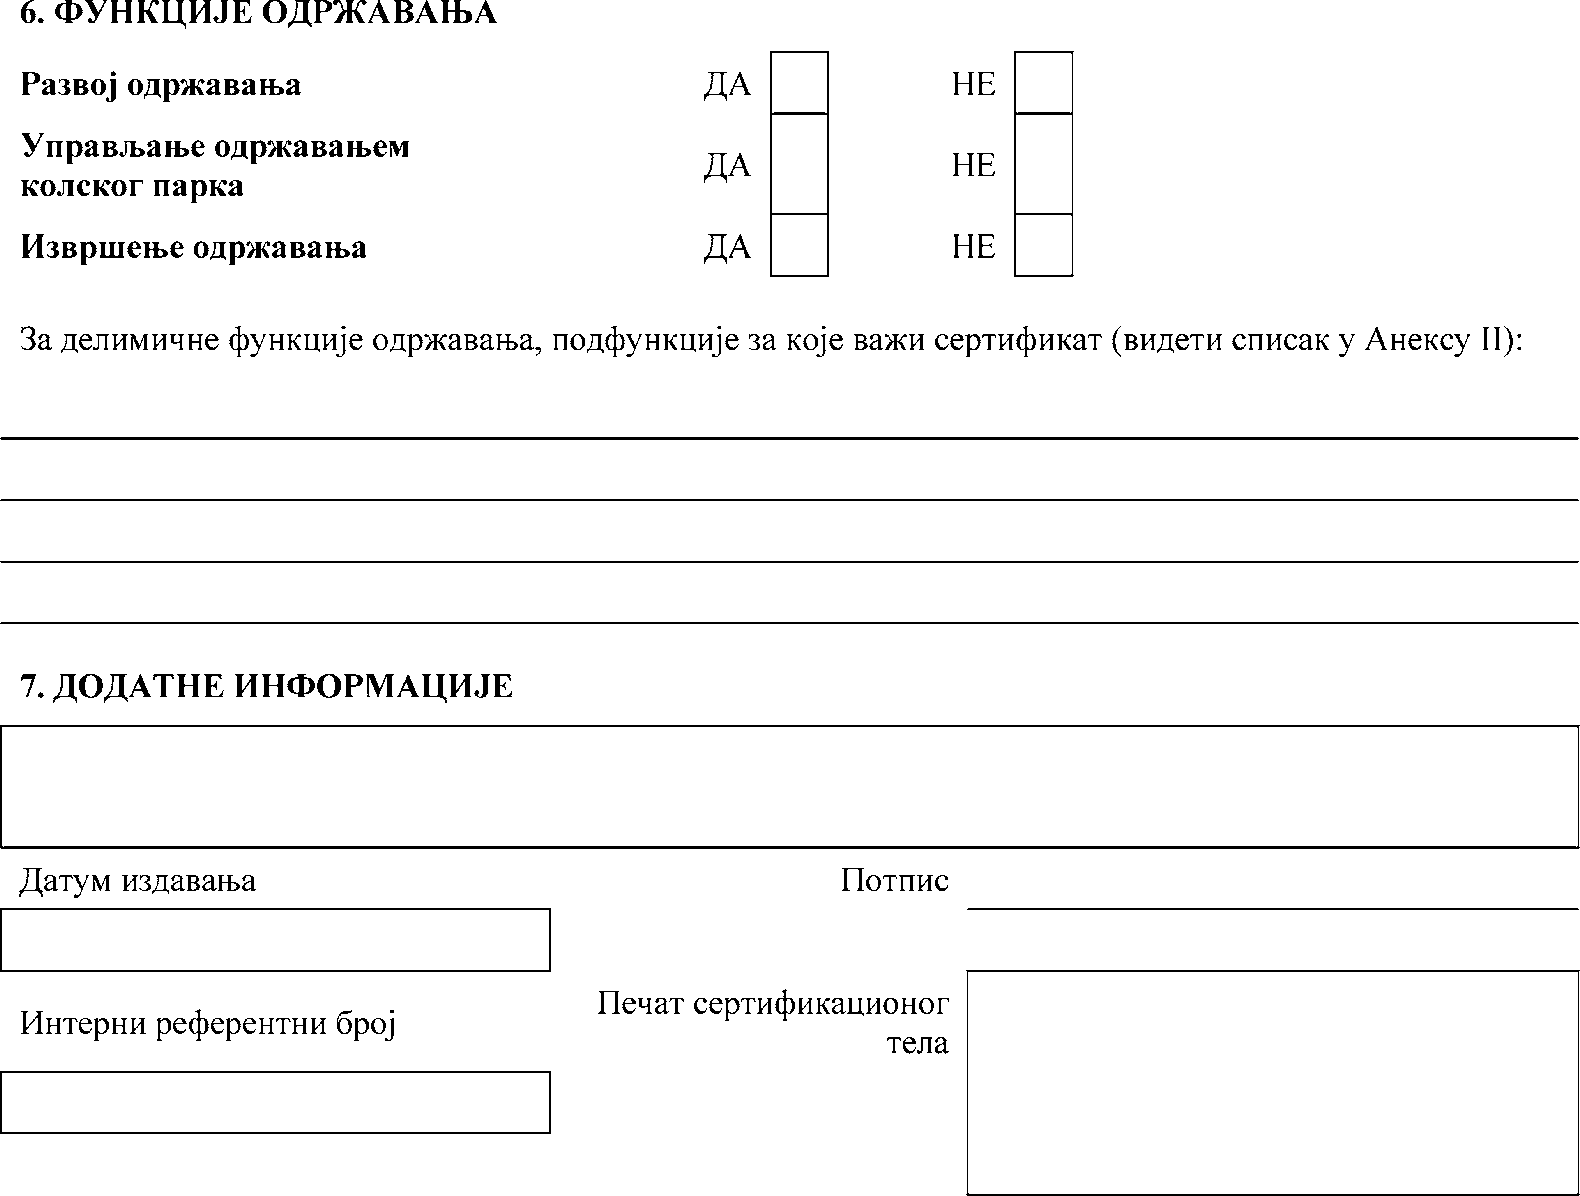 6. ФУНКЦИЈЕ ОДРЖАВАЊА
Развој одржавања ДА НЕ
Управљање одржавањем
колског парка ДА НЕ
Извршење одржавања ДА НЕ
За делимичне функције одржавања, подфункције за које важи сертификат (видети списак у Анексу II):
7. ДОДАТНЕ ИНФОРМАЦИЈЕ
Датум издавања Потпис
Интерни референтни број
Печат сертификационог
тела